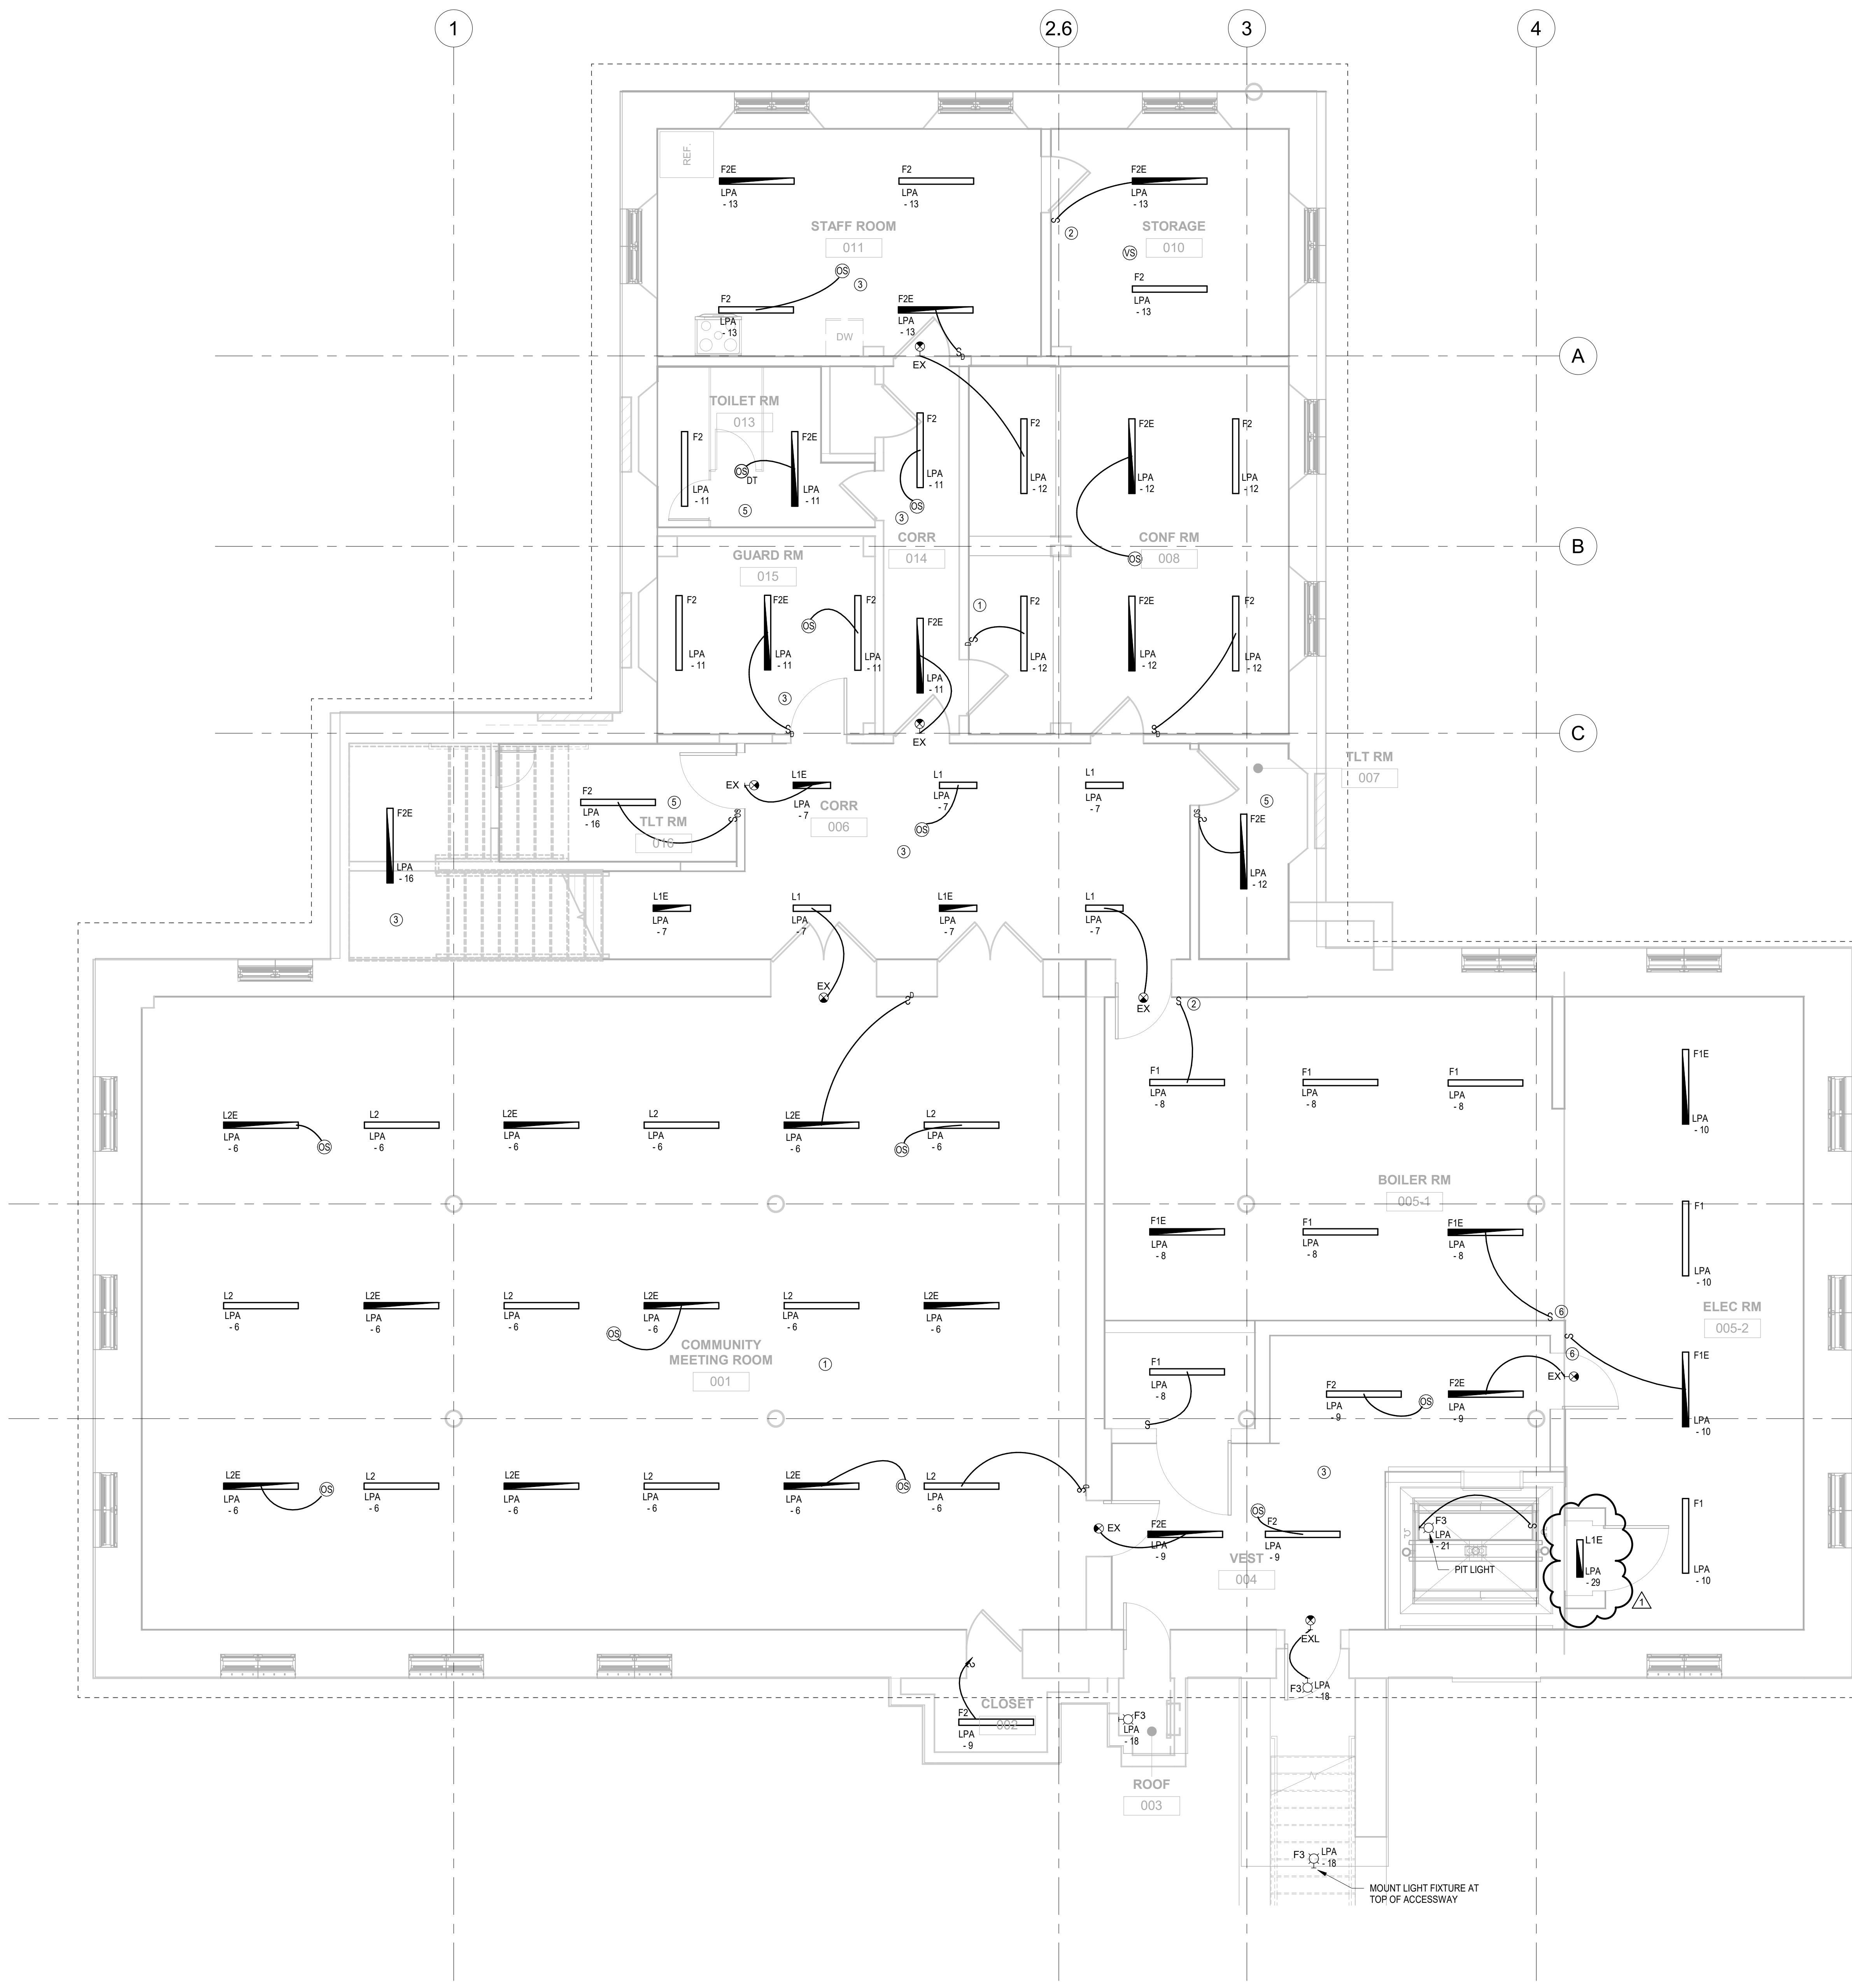 1
2.6
3
4
REF.
F2E
LPA
- 13
F2
LPA
- 13
F2E
LPA
- 13
S
2
STAFF ROOM
011
STORAGE
010
VS
OS
3
F2
LPA
- 13
F2E
LPA
- 13
F2
LPA
- 13
DW
SD
EX
A
TOILET RM
013
F2
LPA
- 11
F2E
LPA
- 11
OS
DT
5
F2
LPA
- 11
OS
3
F2
LPA
- 12
F2E
LPA
- 12
F2
LPA
- 12
CORR
014
CONF RM
008
OS
B
GUARD RM
015
F2
LPA
- 11
F2E
LPA
- 11
OS
F2
LPA
- 11
3
SD
F2E
LPA
- 11
EX
1
SD
F2
LPA
- 12
F2E
LPA
- 12
F2
LPA
- 12
SD
C
TLT RM
007
F2
LPA
- 16
5
TLT RM
016
EX
L1E
LPA
- 7
CORR
006
L1
LPA
- 7
OS
3
L1
LPA
- 7
5
F2E
LPA
- 12
F2E
LPA
- 16
3
L1E
LPA
- 7
L1
LPA
- 7
L1E
LPA
- 7
L1
LPA
- 7
EX
SD
EX
S
2
F1
LPA
- 8
F1
LPA
- 8
F1
LPA
- 8
F1E
LPA
- 10
L2E
LPA
- 6
OS
L2
LPA
- 6
L2E
LPA
- 6
L2
LPA
- 6
L2E
LPA
- 6
L2
LPA
- 6
OS
BOILER RM
005-1
F1E
LPA
- 8
F1
LPA
- 8
F1E
LPA
- 8
F1
LPA
- 10
S
6
ELEC RM
005-2
L2
LPA
- 6
L2E
LPA
- 6
L2
LPA
- 6
L2E
LPA
- 6
OS
L2
LPA
- 6
L2E
LPA
- 6
COMMUNITY
MEETING ROOM
001
1
F1
LPA
- 8
S
F2
LPA
- 9
OS
F2E
LPA
- 9
EX
S
6
F1E
LPA
- 10
L2E
LPA
- 6
OS
L2
LPA
- 6
L2E
LPA
- 6
L2
LPA
- 6
L2E
LPA
- 6
OS
L2
LPA
- 6
SD
3
EX
F2E
LPA
- 9
OS
F2
LPA
- 9
VEST
004
F3
LPA
- 21
S
PIT LIGHT
L1E
LPA
- 29
1
F1
LPA
- 10
EXL
F3
LPA
- 18
S
CLOSET
002
F2
LPA
- 9
F3
LPA
- 18
ROOF
003
F3
LPA
- 18
MOUNT LIGHT FIXTURE AT
TOP OF ACCESSWAY